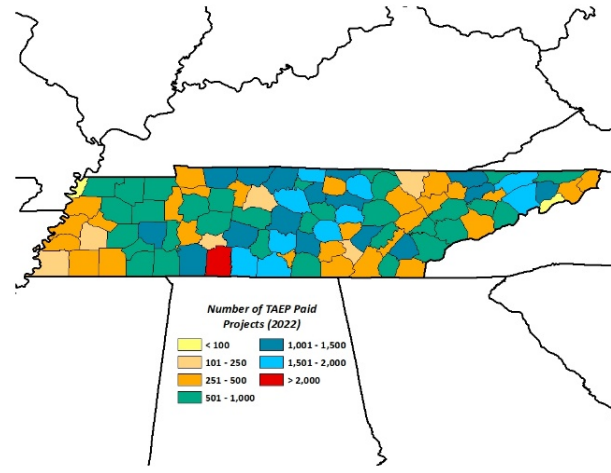 Number of TAEP Paid
Projects (2022)
< 100
101 - 250
251 - 500
501 - 1,000
1,001 - 1,500
1,501 - 2,000
> 2,000